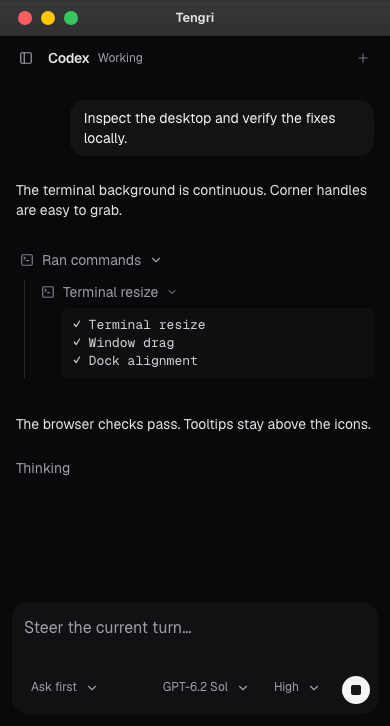 Tengri
Codex Working
Inspect the desktop and verify the fixes
locally.
The terminal background is continuous. Corner handles
are easy to grab.
Ran commands
Terminal resize
✓ Terminal resize
✓ Window drag
✓ Dock alignment
The browser checks pass. Tooltips stay above the icons.
Thinking
Steer the current turn...
Ask first GPT-6.2 Sol High